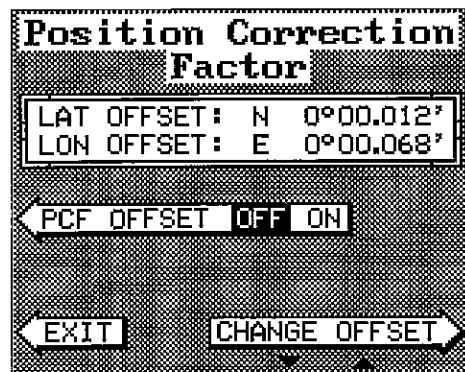 Position Correction
Factor
LAT OFFSET: N 0°00.012'
LON OFFSET: E 0°00.068'
PCF OFFSET OFF ON
EXIT
CHANGE OFFSET